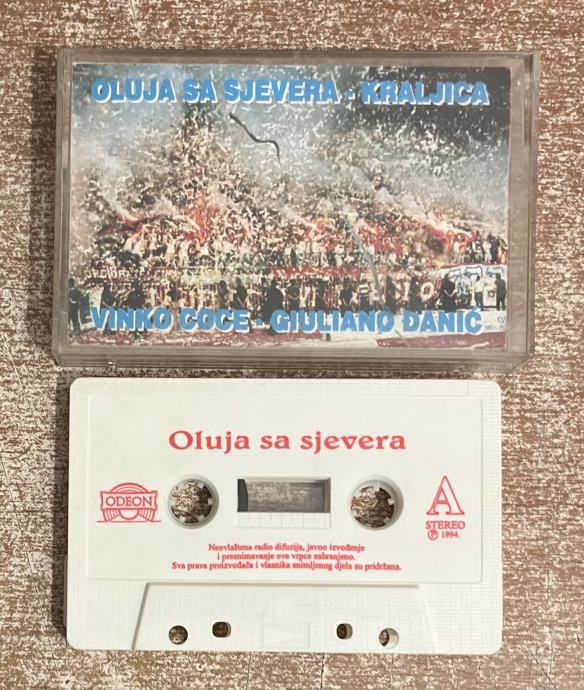 OLUJA SA SJEVERA - KRALJICA
VINKO COCE - GIULIANO ĐANIĆ
Oluja sa sjevera
ODEON
A
STEREO
Ⓟ 1994.
Neovlaštena radio difuzija, javno izvođenje
i presnimavanje ove vrpce zabranjeno.
Sva prava proizvođača i vlasnika snimljenog djela su pridržana.